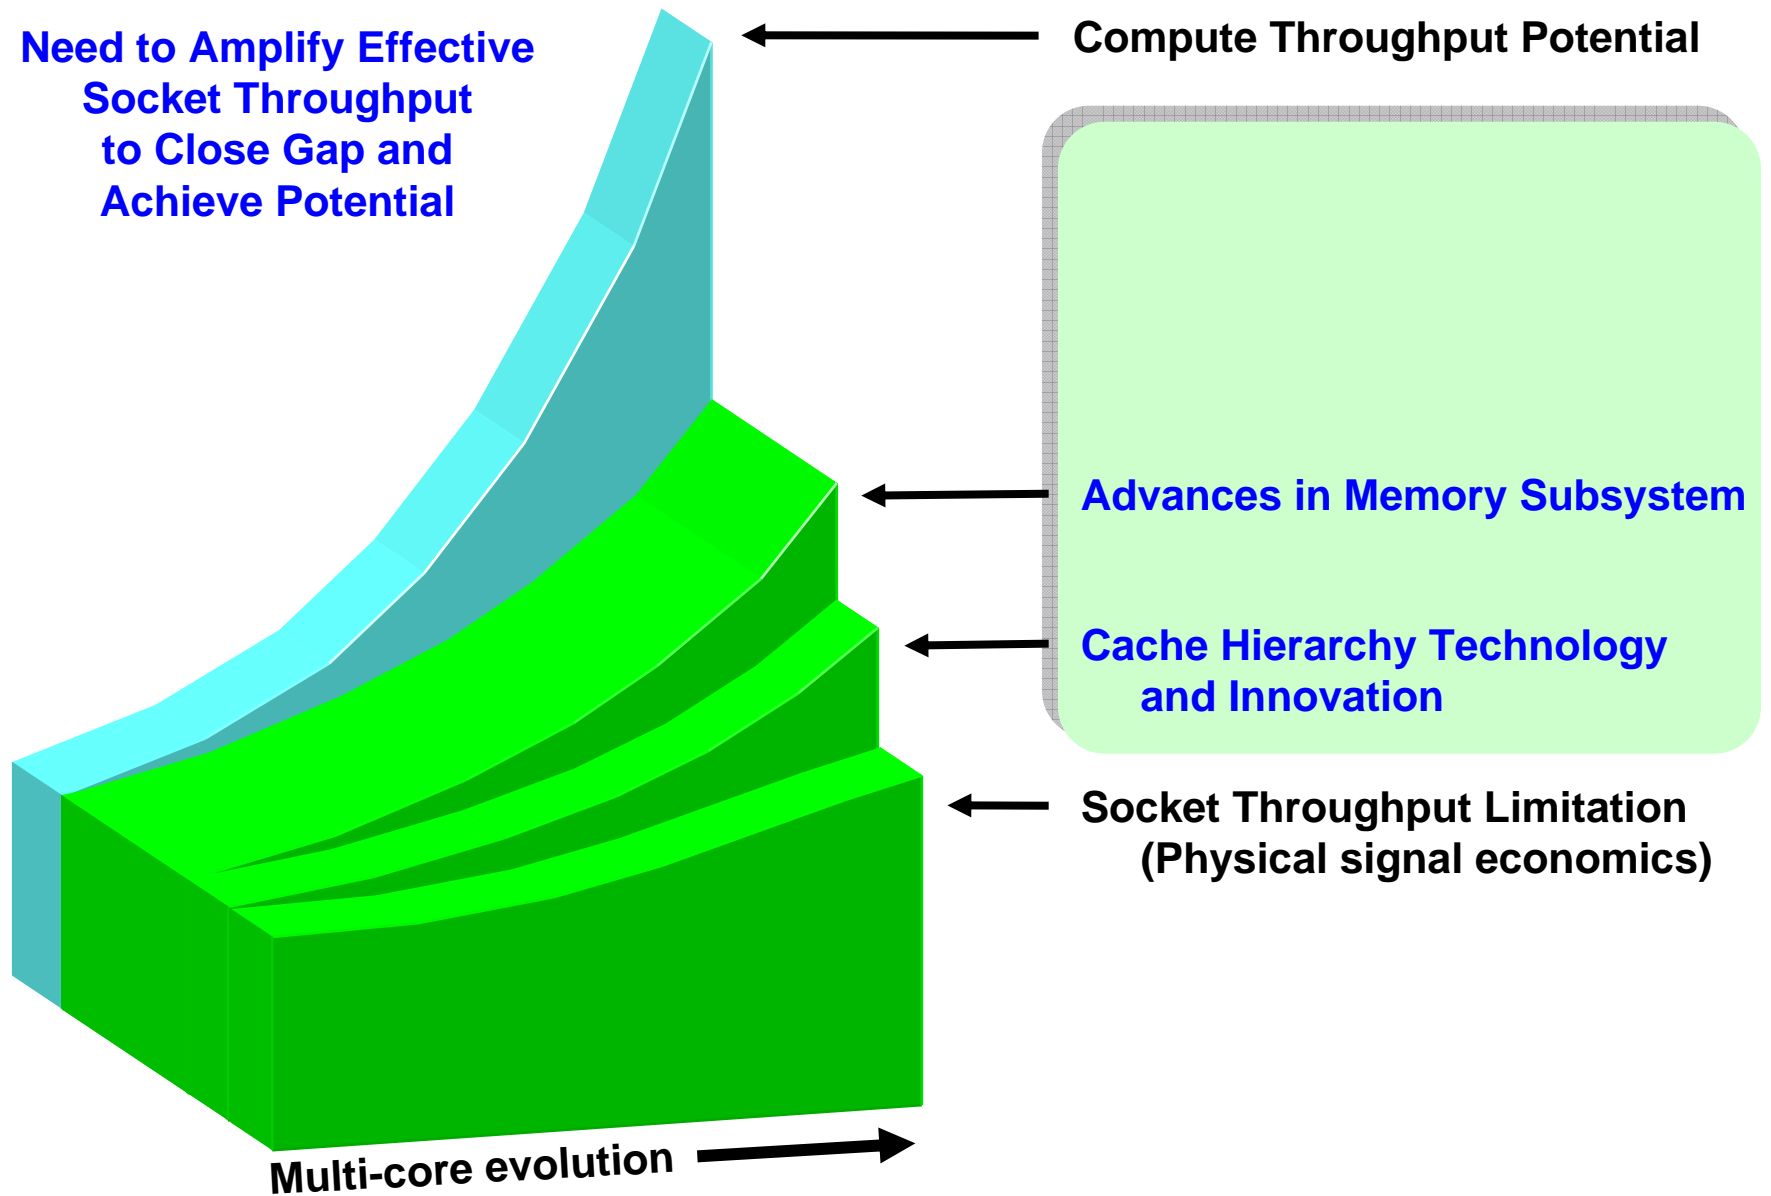 Need to Amplify Effective
Socket Throughput
to Close Gap and
Achieve Potential
Compute Throughput Potential
Advances in Memory Subsystem
Cache Hierarchy Technology
and Innovation
Socket Throughput Limitation
(Physical signal economics)
Multi-core evolution